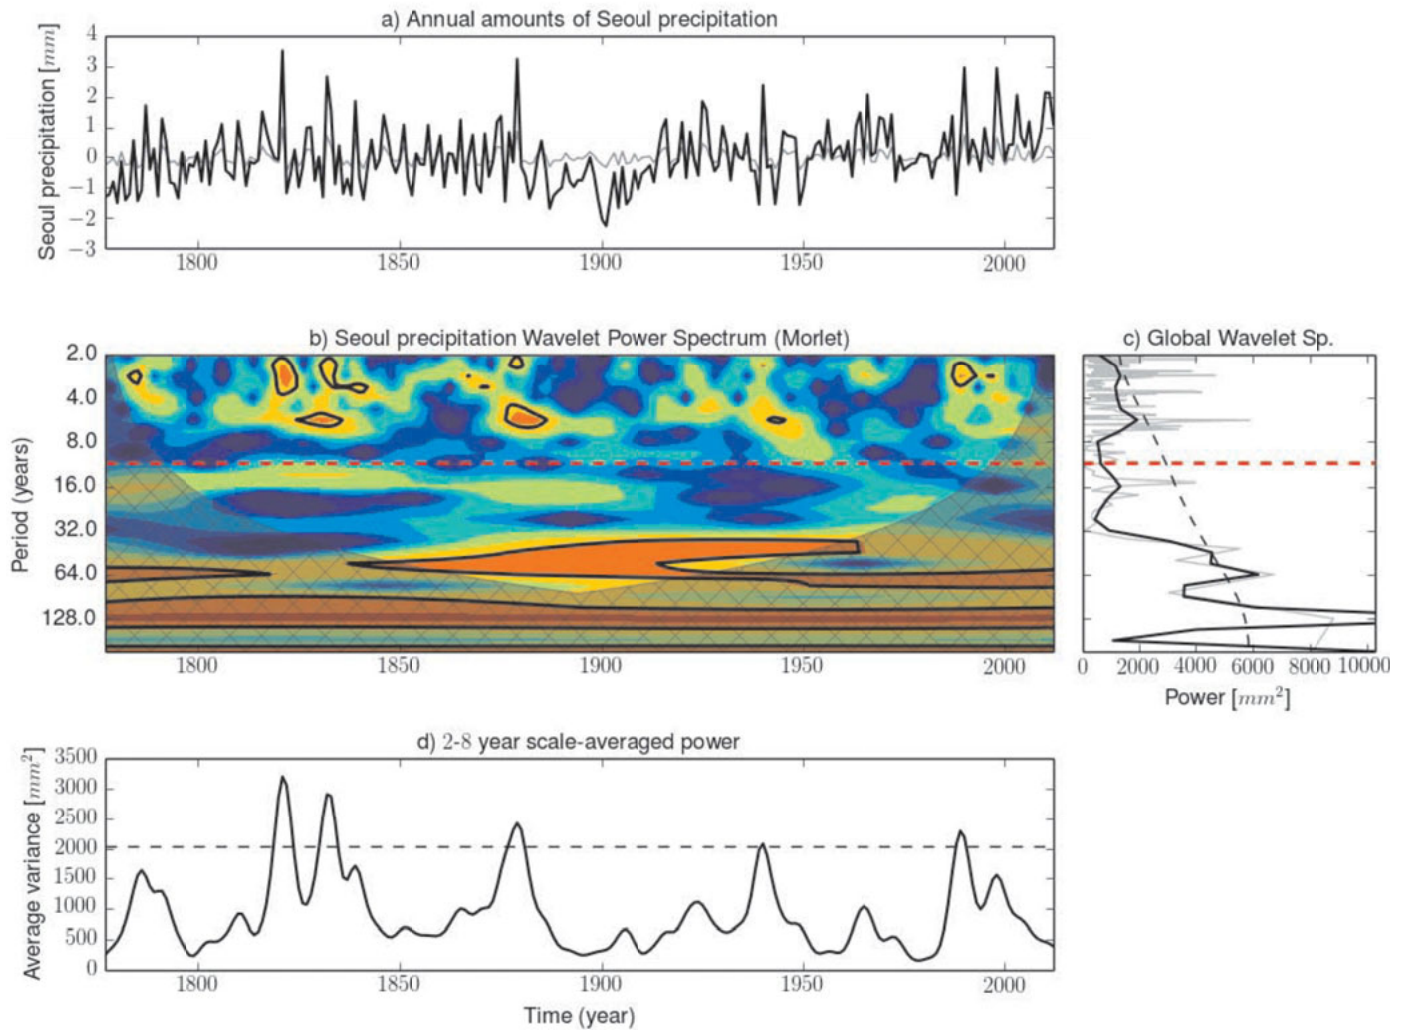 a) Annual amounts of Seoul precipitation
Seoul precipitation [mm]
4
3
2
1
0
−1
−2
−3
1800 1850 1900 1950 2000
b) Seoul precipitation Wavelet Power Spectrum (Morlet)
Period (years)
2.0
4.0
8.0
16.0
32.0
64.0
128.0
1800 1850 1900 1950 2000
c) Global Wavelet Sp.
0 2000 4000 6000 8000 10000
Power [mm²]
d) 2-8 year scale-averaged power
Average variance [mm²]
3500
3000
2500
2000
1500
1000
500
0
1800 1850 1900 1950 2000
Time (year)